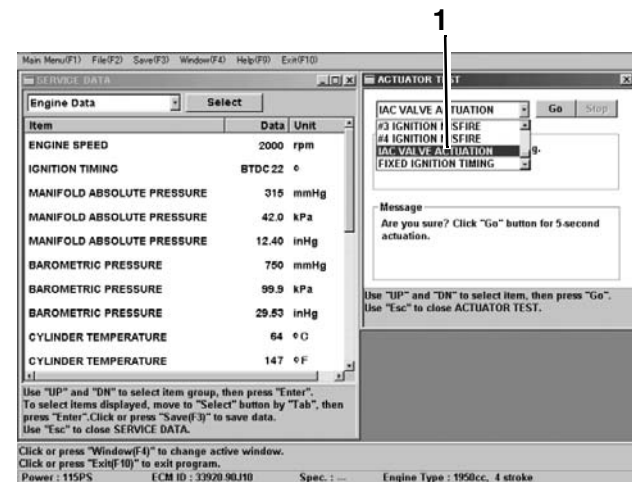 1
Main Menu(F1) File(F2) Save(F3) Window(F4) Help(F9) Exit(F10)
SERVICE DATA
Engine Data Select
Item Data Unit
ENGINE SPEED 2000 rpm
IGNITION TIMING BTDC 22 °
MANIFOLD ABSOLUTE PRESSURE 315 mmHg
MANIFOLD ABSOLUTE PRESSURE 42.0 kPa
MANIFOLD ABSOLUTE PRESSURE 12.40 inHg
BAROMETRIC PRESSURE 750 mmHg
BAROMETRIC PRESSURE 99.9 kPa
BAROMETRIC PRESSURE 29.53 inHg
CYLINDER TEMPERATURE 64 °C
CYLINDER TEMPERATURE 147 °F
Use "UP" and "DN" to select item group, then press "Enter".
To select items displayed, move to "Select" button by "Tab", then
press "Enter".Click or press "Save(F3)" to save data.
Use "Esc" to close SERVICE DATA.
ACTUATOR TEST
IAC VALVE ACTUATION Go Stop
#3 IGNITION MISFIRE
#4 IGNITION MISFIRE
IAC VALVE ACTUATION
FIXED IGNITION TIMING
Message
Are you sure? Click "Go" button for 5-second
actuation.
Use "UP" and "DN" to select item, then press "Go".
Use "Esc" to close ACTUATOR TEST.
Click or press "Window(F4)" to change active window.
Click or press "Exit(F10)" to exit program.
Power : 115PS ECM ID : 33920-90J10 Spec. : --- Engine Type : 1950cc, 4 stroke